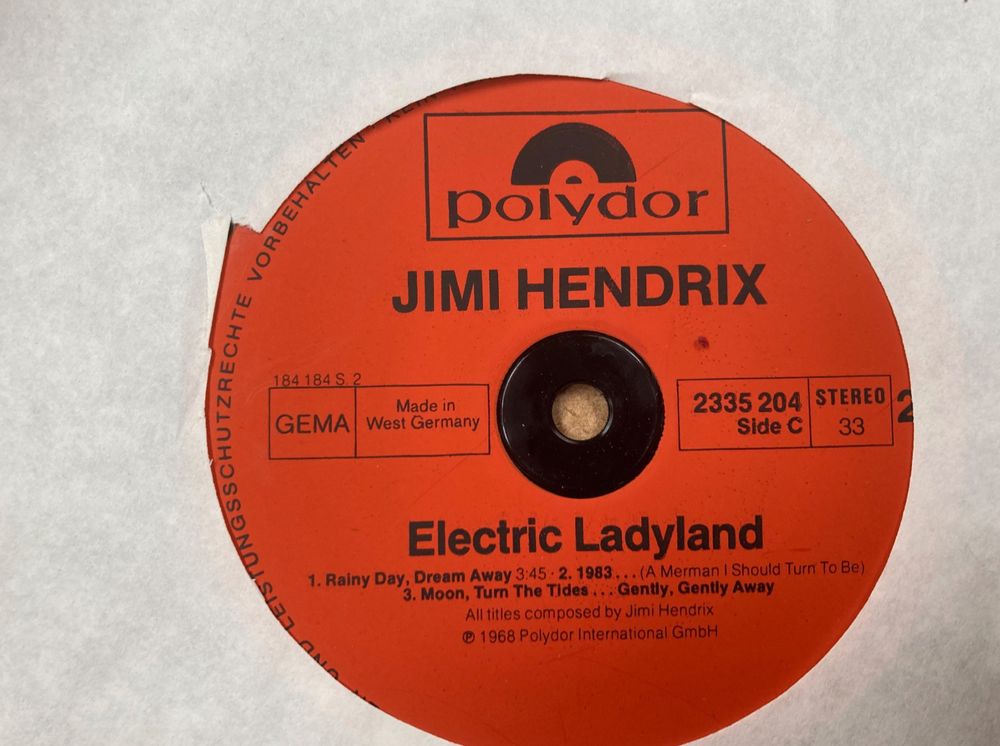 polydor
JIMI HENDRIX
184 184 S. 2
GEMA
Made in
West Germany
2335 204
Side C
STEREO
33
2
Electric Ladyland
1. Rainy Day, Dream Away 3:45 · 2. 1983 . . . (A Merman I Should Turn To Be)
3. Moon, Turn The Tides . . . Gently, Gently Away
All titles composed by Jimi Hendrix
℗ 1968 Polydor International GmbH
UND LEISTUNGSSCHUTZRECHTE VORBEHALTEN ·